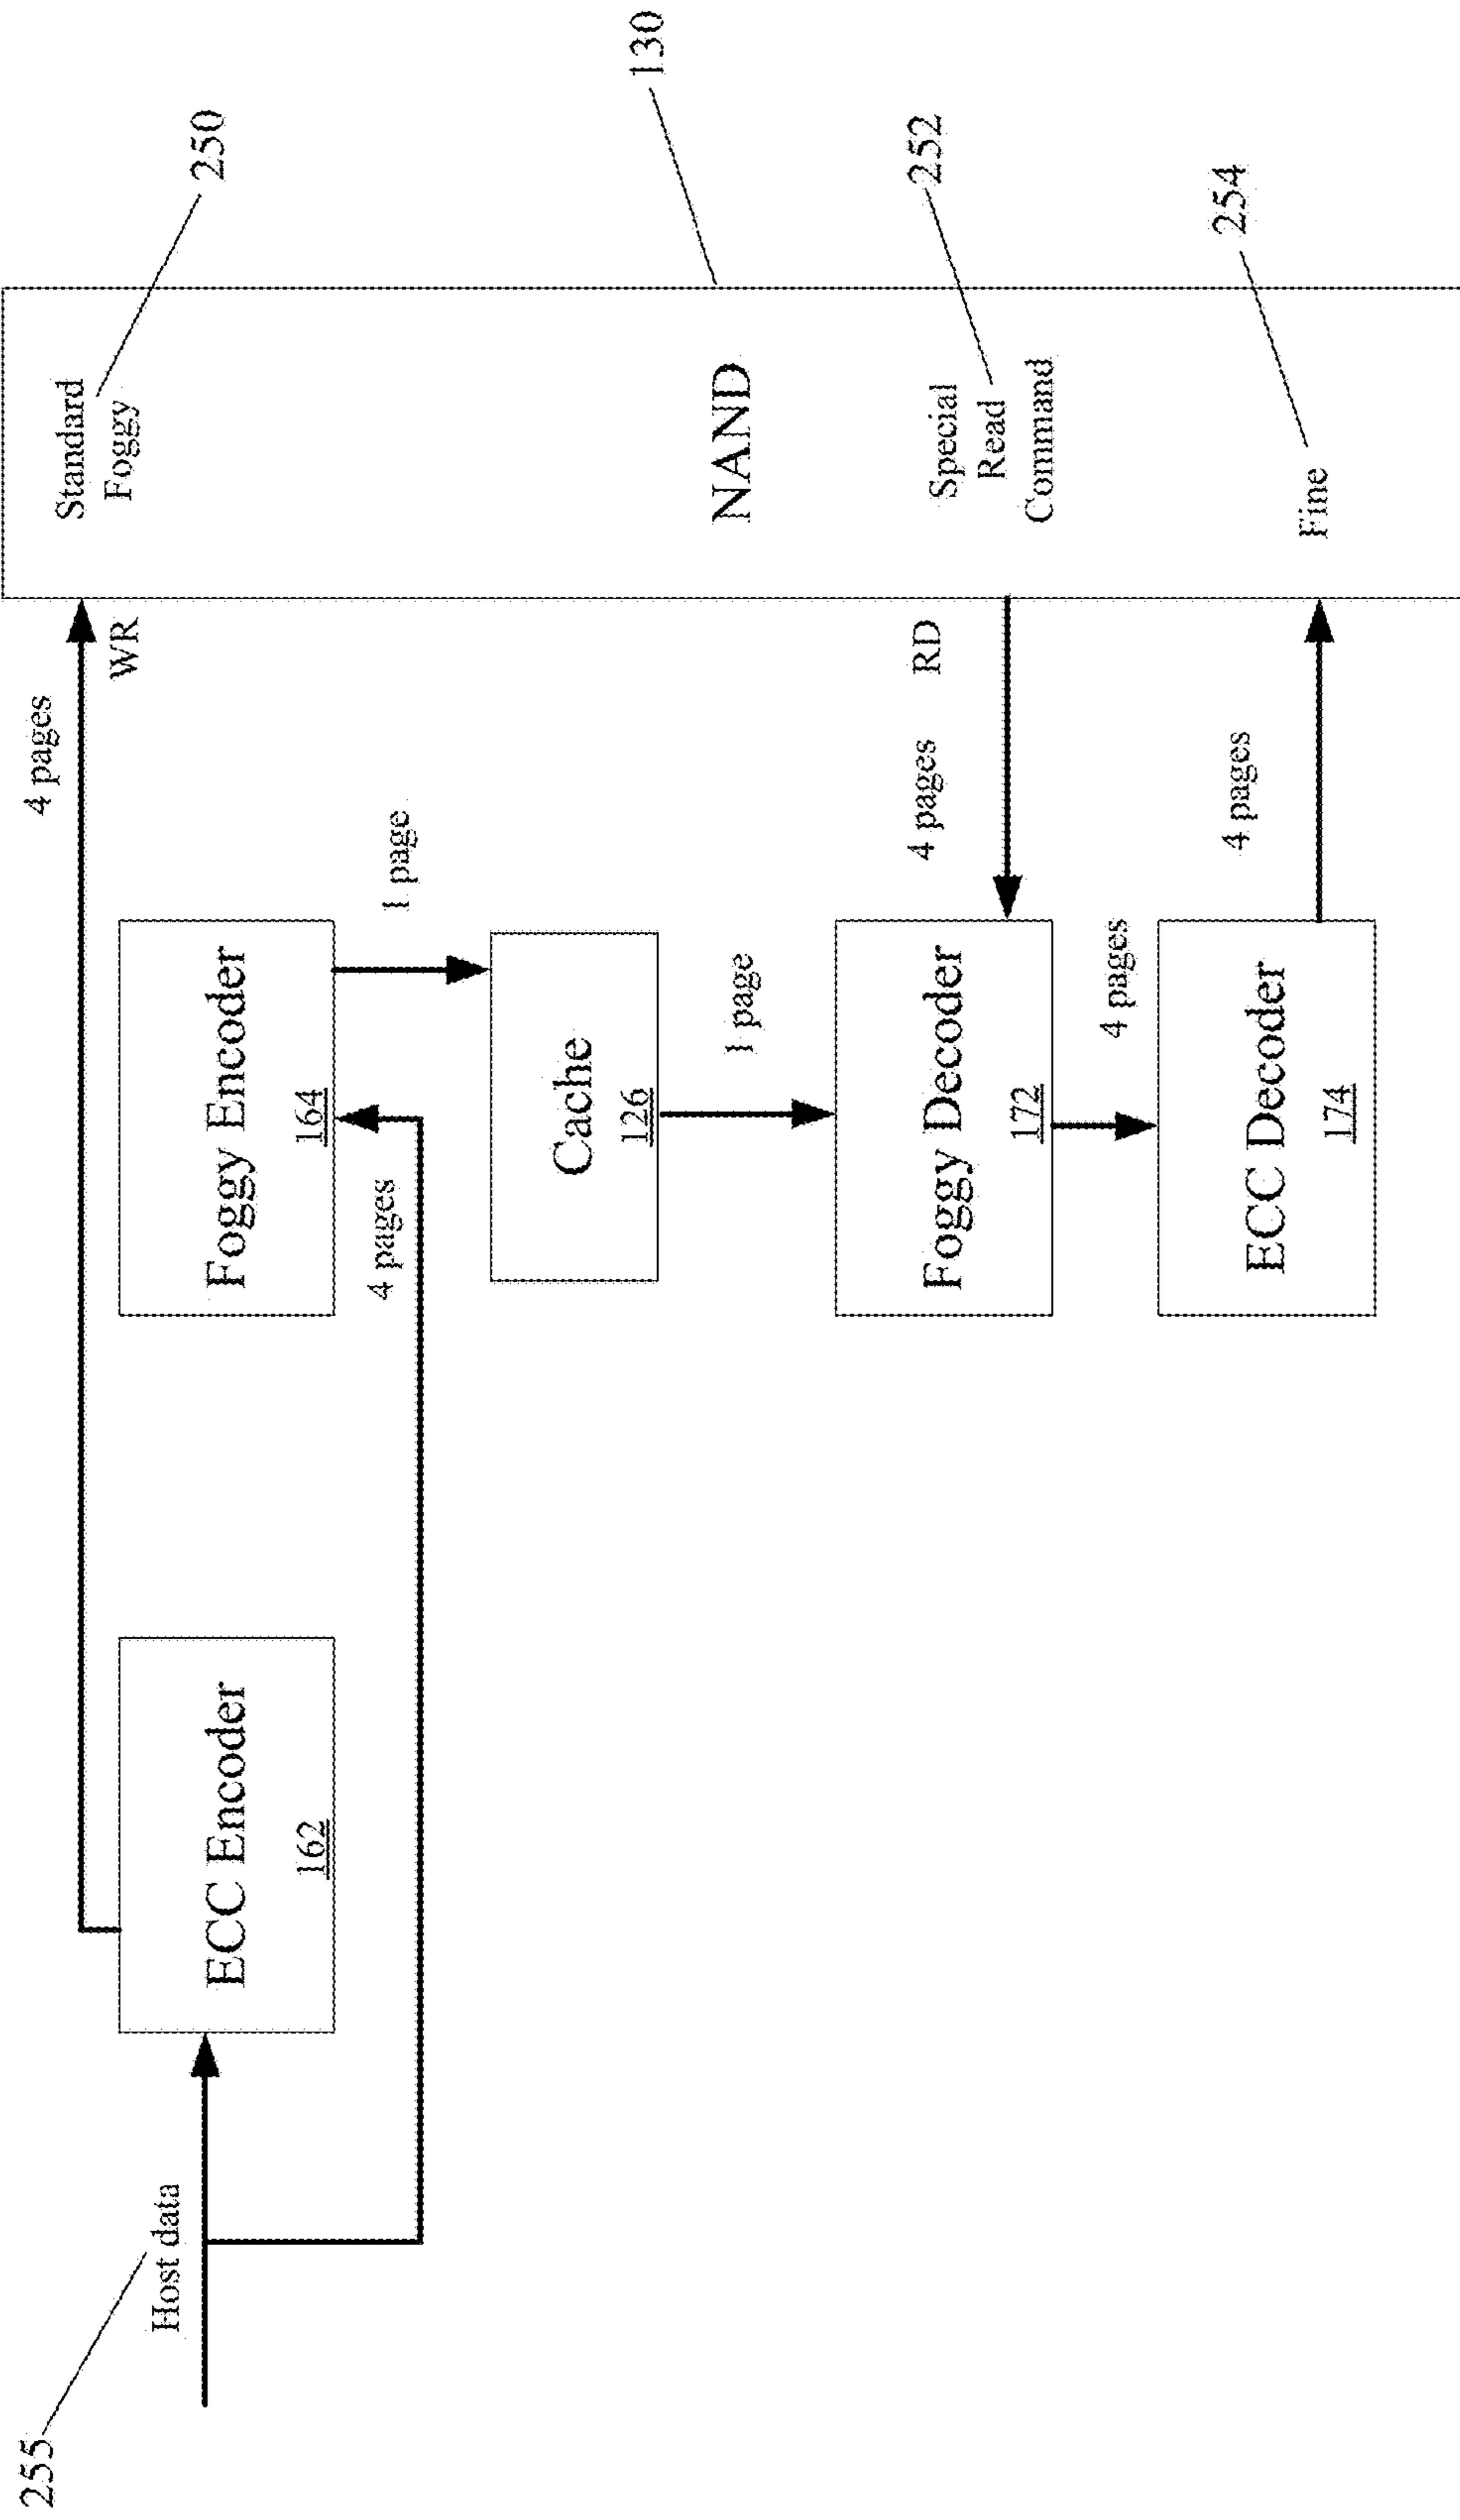 255
Host data
ECC Encoder
162
4 pages
WR
Foggy Encoder
164
4 pages
1 page
Cache
126
1 page
Foggy Decoder
172
4 pages
RD
4 pages
ECC Decoder
174
4 pages
Standard
Foggy
250
NAND
130
Special
Read
Command
252
Fine
254